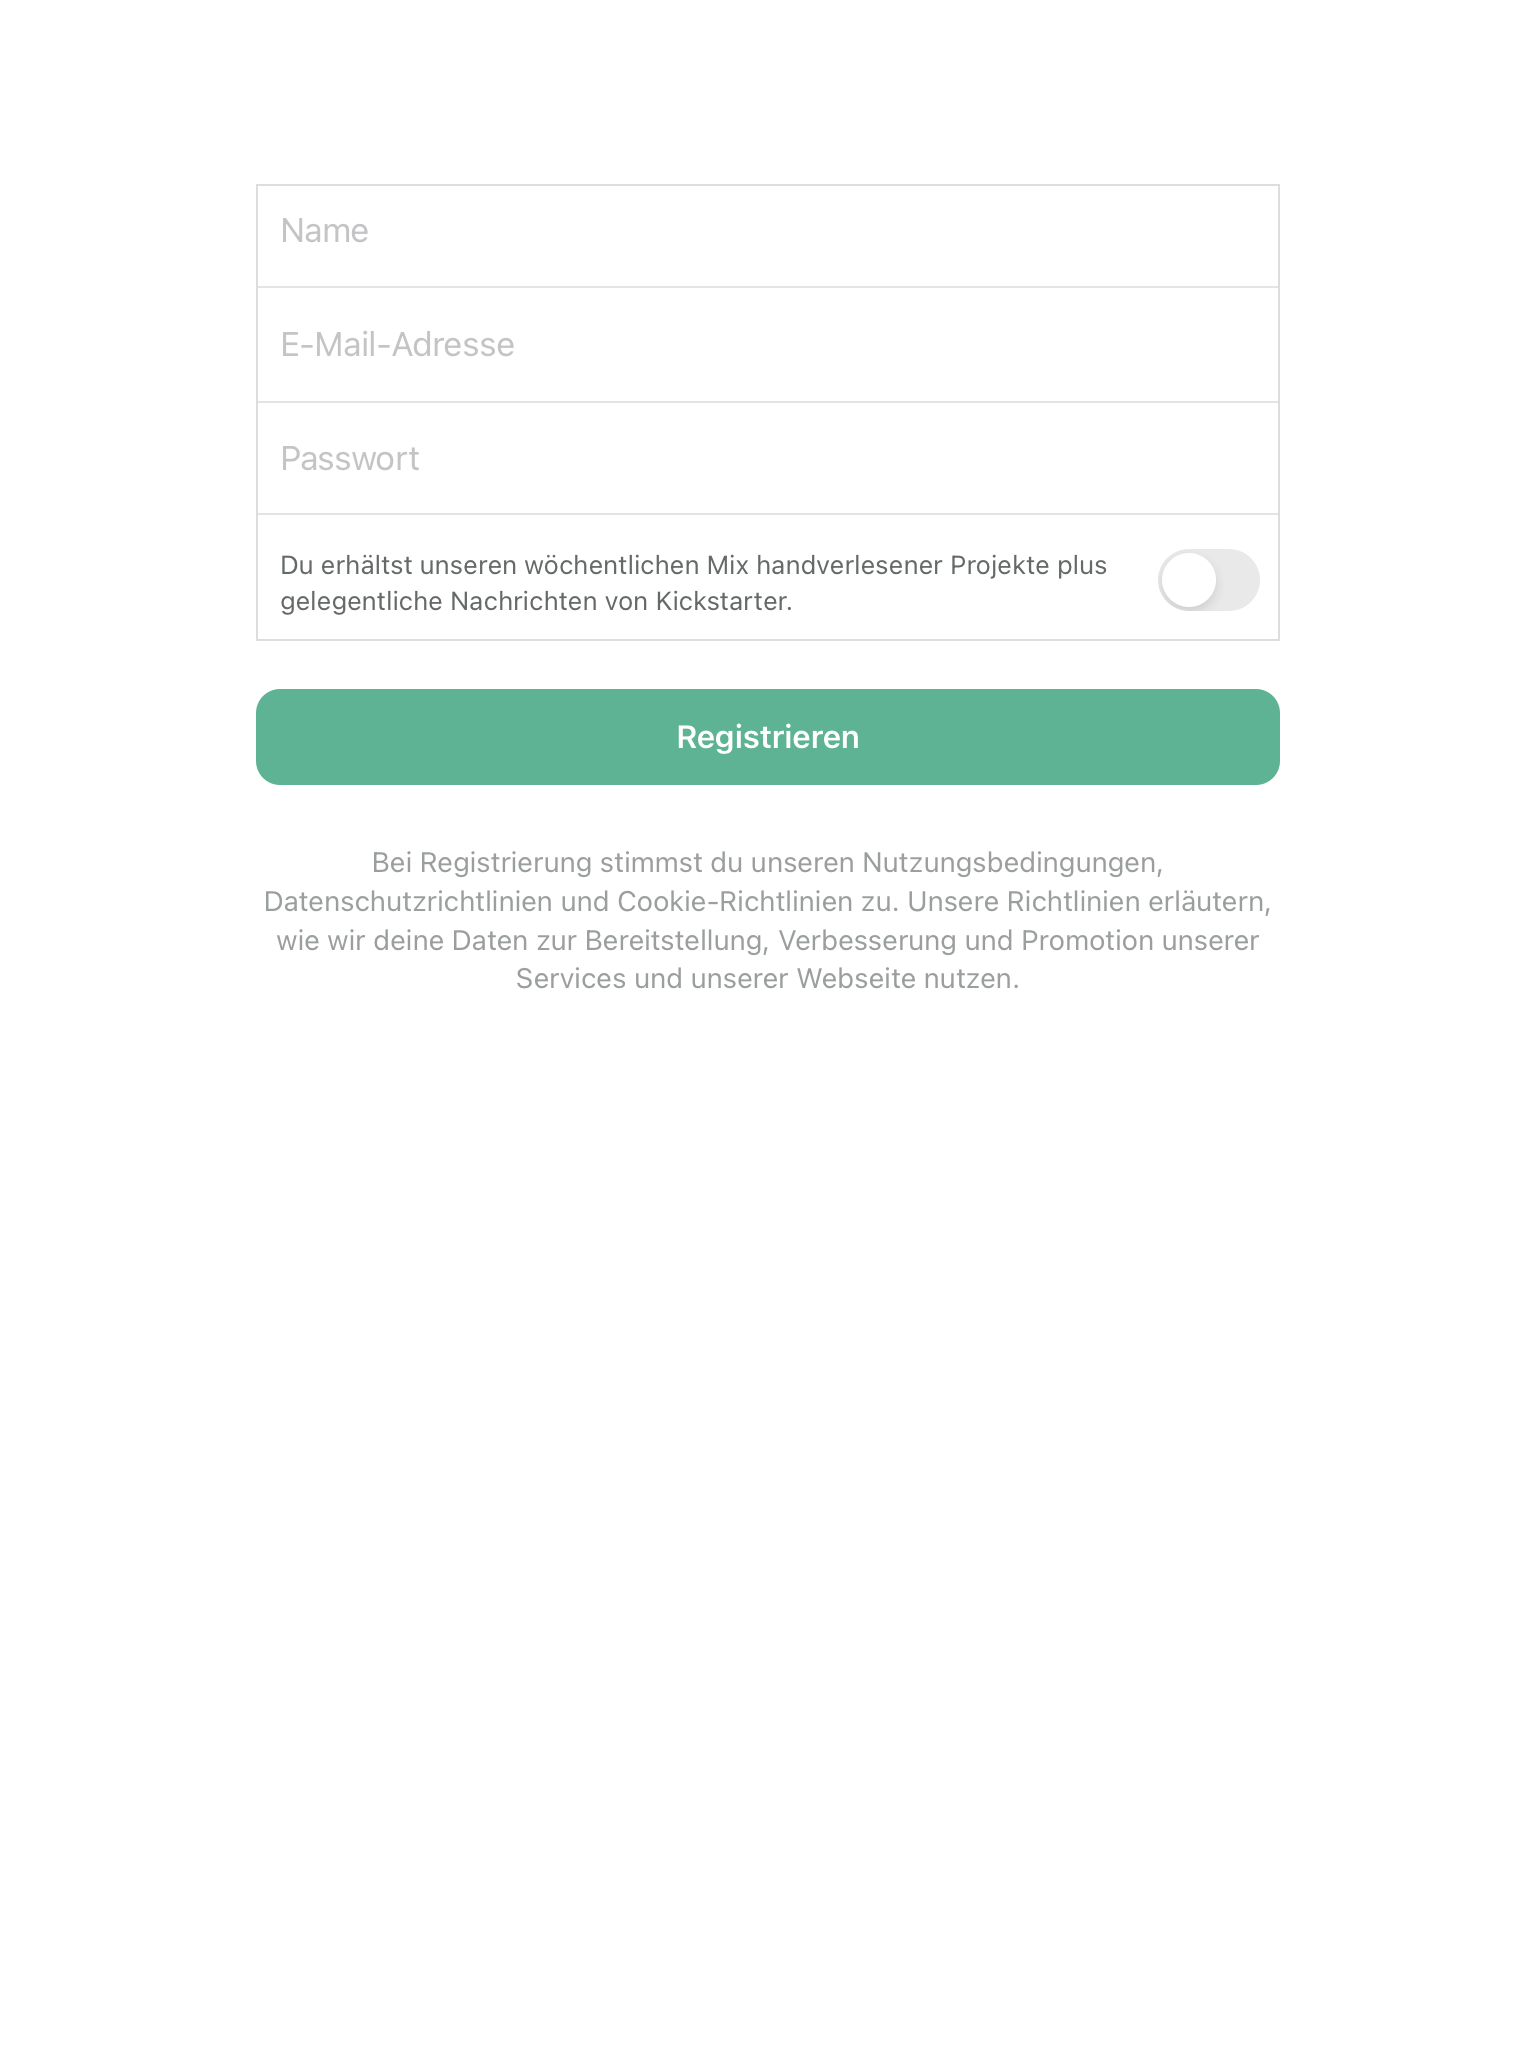 Name
E-Mail-Adresse
Passwort
Du erhältst unseren wöchentlichen Mix handverlesener Projekte plus
gelegentliche Nachrichten von Kickstarter.
Registrieren
Bei Registrierung stimmst du unseren Nutzungsbedingungen,
Datenschutzrichtlinien und Cookie-Richtlinien zu. Unsere Richtlinien erläutern,
wie wir deine Daten zur Bereitstellung, Verbesserung und Promotion unserer
Services und unserer Webseite nutzen.